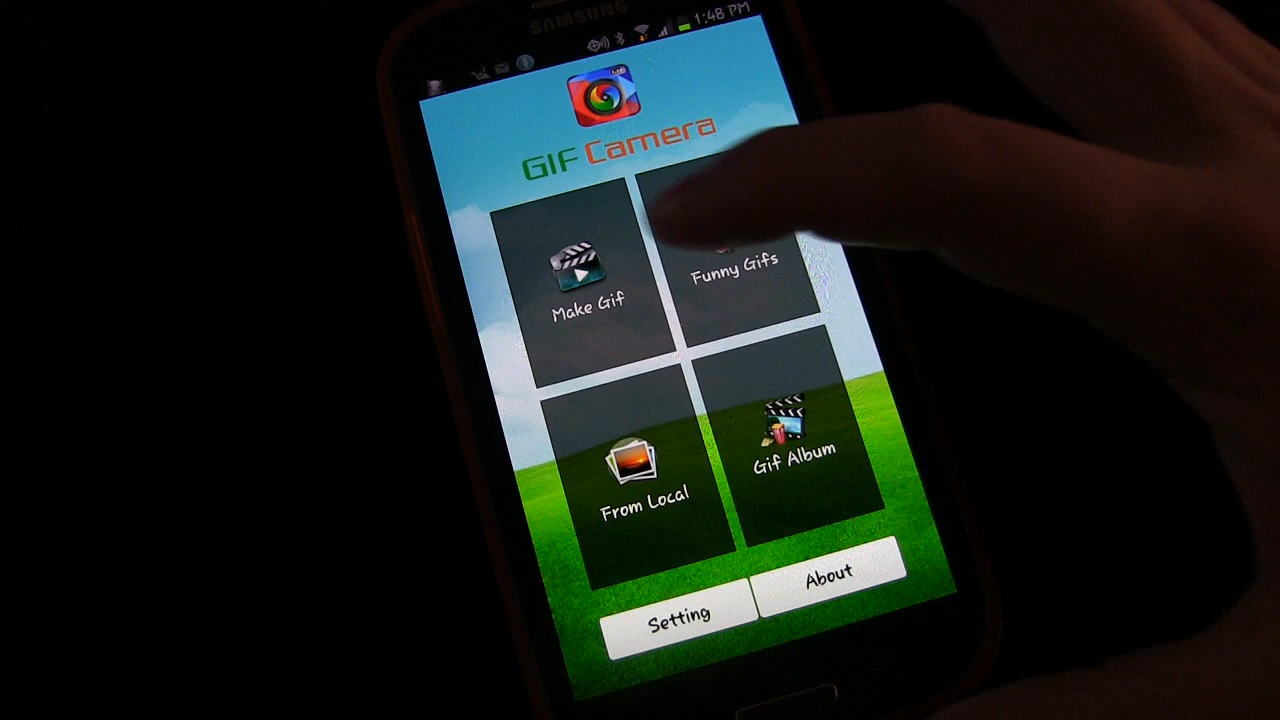 SAMSUNG
1:48 PM
GIF Camera
Make Gif
Funny Gifs
From Local
Gif Album
Setting
About